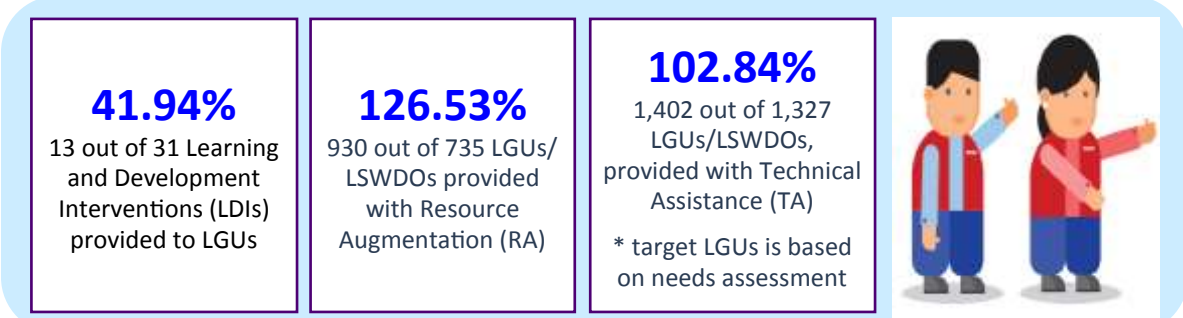 41.94%
13 out of 31 Learning
and Development
Interventions (LDIs)
provided to LGUs
126.53%
930 out of 735 LGUs/
LSWDOs provided
with Resource
Augmentation (RA)
102.84%
1,402 out of 1,327
LGUs/LSWDOs,
provided with Technical
Assistance (TA)
* target LGUs is based
on needs assessment